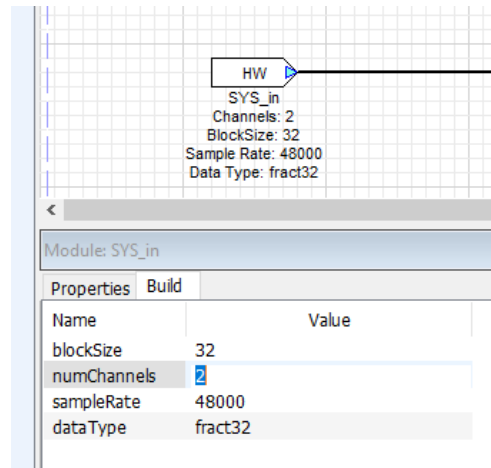 HW
SYS_in
Channels: 2
BlockSize: 32
Sample Rate: 48000
Data Type: fract32
Module: SYS_in
Properties Build
Name Value
blockSize 32
numChannels 2
sampleRate 48000
dataType fract32